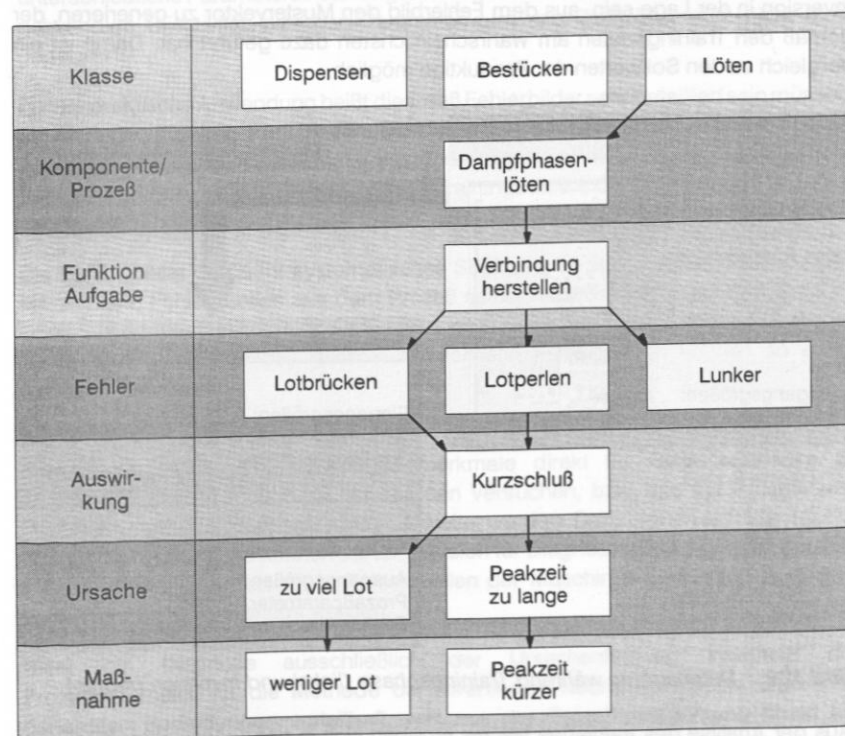 Klasse
Dispensen
Bestücken
Löten
Komponente/
Prozeß
Dampfphasen-
löten
Funktion
Aufgabe
Verbindung
herstellen
Fehler
Lotbrücken
Lotperlen
Lunker
Auswir-
kung
Kurzschluß
Ursache
zu viel Lot
Peakzeit
zu lange
Maß-
nahme
weniger Lot
Peakzeit
kürzer